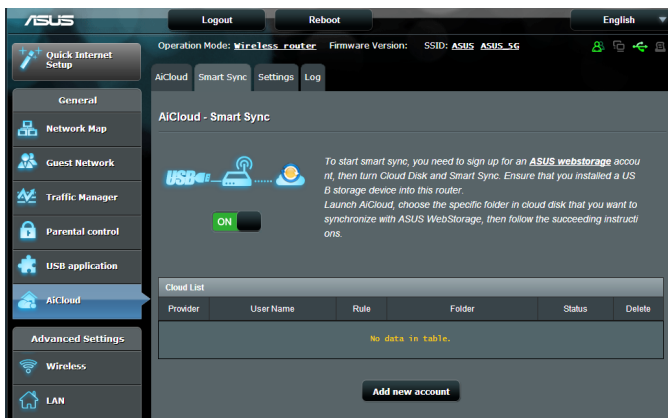 ASUS
Logout
Reboot
English
Quick Internet
Setup
Operation Mode: Wireless router Firmware Version: SSID: ASUS ASUS_5G
AiCloud
Smart Sync
Settings
Log
General
Network Map
Guest Network
Traffic Manager
Parental control
USB application
AiCloud
Advanced Settings
Wireless
LAN
AiCloud - Smart Sync
USB
To start smart sync, you need to sign up for an ASUS webstorage accou
nt, then turn Cloud Disk and Smart Sync. Ensure that you installed a US
B storage device into this router.
Launch AiCloud, choose the specific folder in cloud disk that you want to
synchronize with ASUS WebStorage, then follow the succeeding instructi
ons.
ON
Cloud List
Provider User Name Rule Folder Status Delete
No data in table.
Add new account